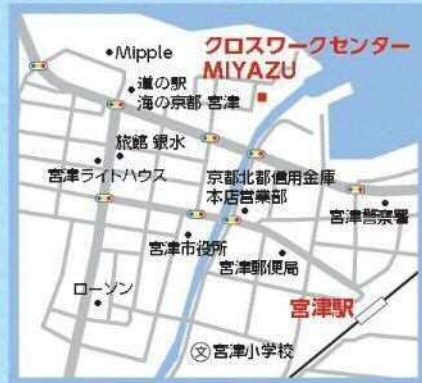 Mipple
クロスワークセンター
MIYAZU
道の駅
海の京都 宮津
旅館 銀水
宮津ライトハウス
京都北都信用金庫
本店営業部
宮津警察署
宮津市役所
宮津郵便局
ローソン
宮津駅
文 宮津小学校